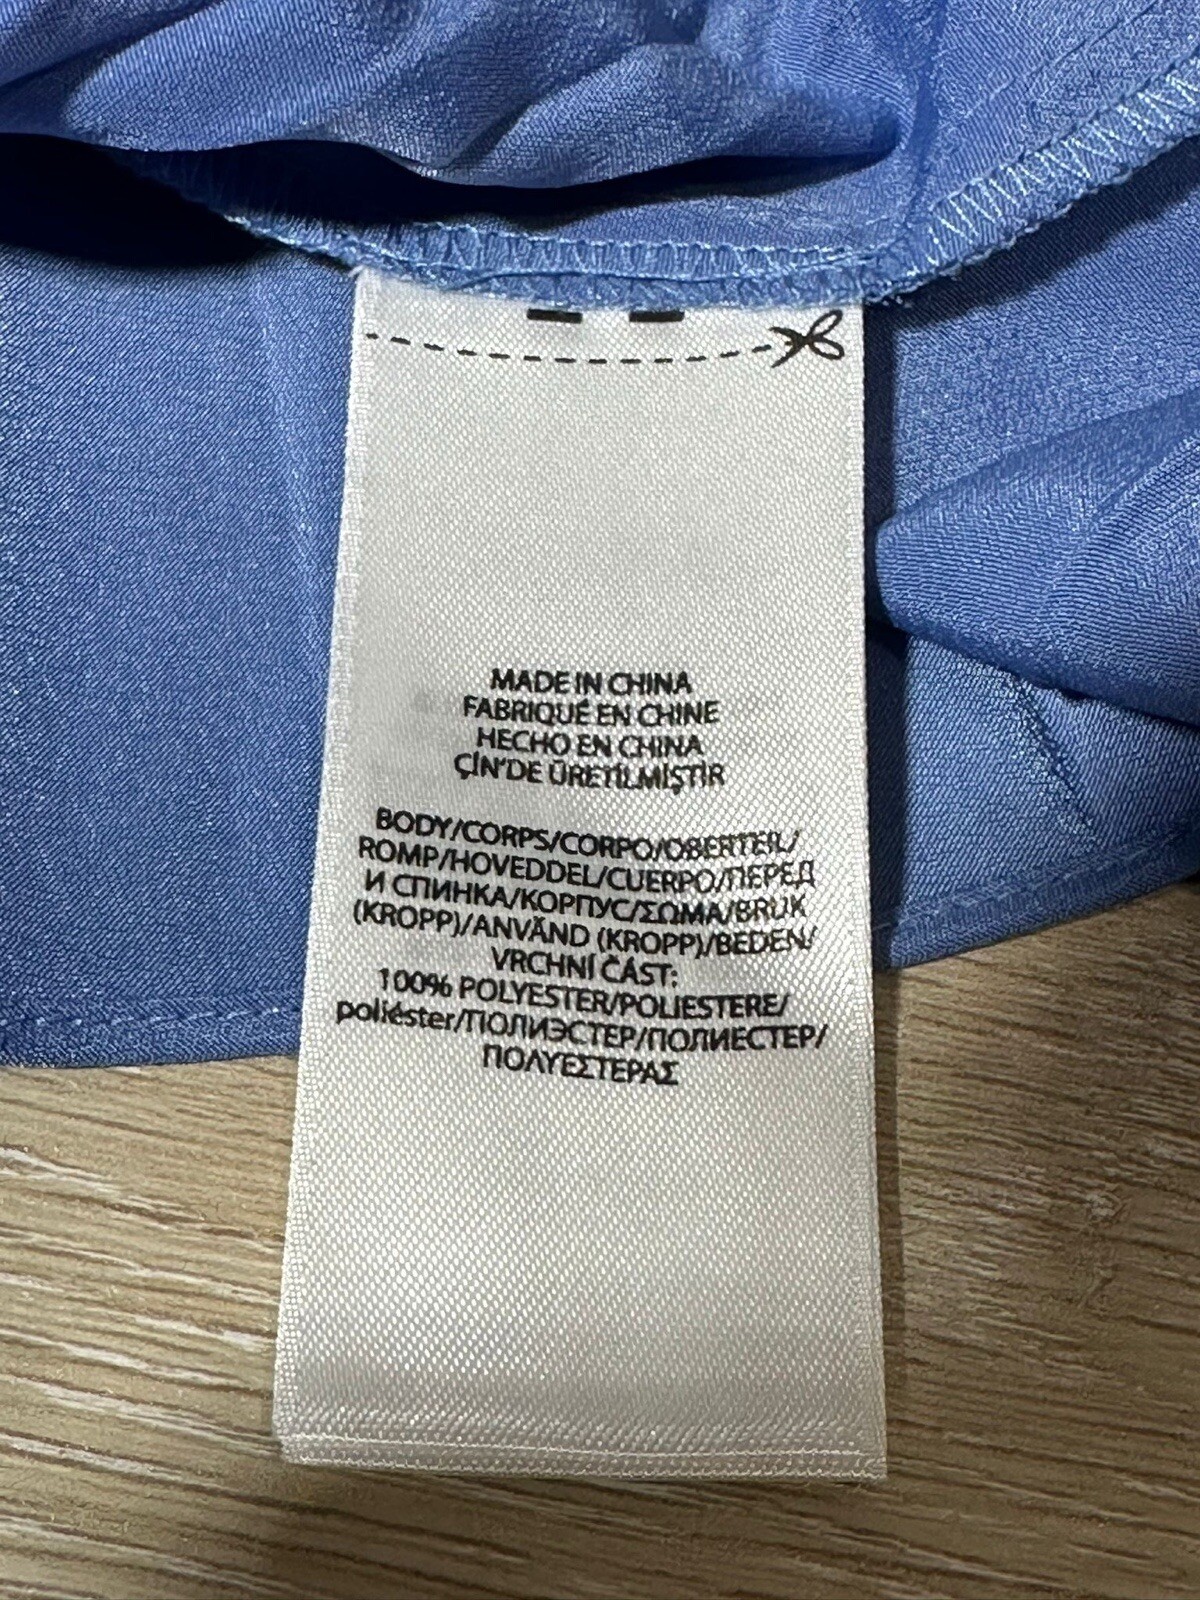 MADE IN CHINA
FABRIQUÉ EN CHINE
HECHO EN CHINA
ÇİN'DE ÜRETİLMİŞTİR
BODY/CORPS/CORPO/OBERTEIL/
ROMP/HOVEDDEL/CUERPO/ПЕРЕД
И СПИНКА/КОРПУС/ΣΩΜΑ/BRUK
(KROPP)/ANVÄND (KROPP)/BEDEN/
VRCHNÍ ČÁST:
100% POLYESTER/POLIESTERE/
poliéster/ПОЛИЭСТЕР/ПОЛИЕСТЕР/
ΠΟΛΥΕΣΤΕΡΑΣ